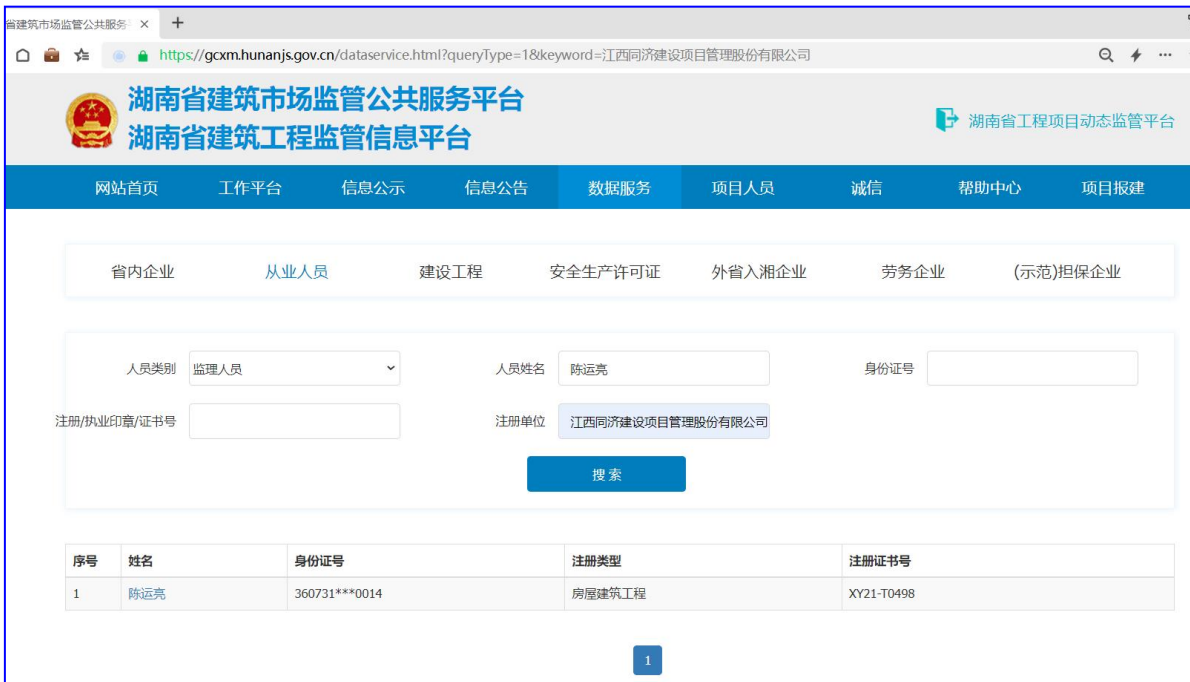 省建筑市场监管公共服务
https://gcxm.hunanjs.gov.cn/dataservice.html?queryType=1&keyword=江西同济建设项目管理股份有限公司
湖南省建筑市场监管公共服务平台
湖南省建筑工程监管信息平台
湖南省工程项目动态监管平台
网站首页 工作平台 信息公示 信息公告 数据服务 项目人员 诚信 帮助中心 项目报建
省内企业 从业人员 建设工程 安全生产许可证 外省入湘企业 劳务企业 (示范)担保企业
人员类别 监理人员 人员姓名 陈运亮 身份证号
注册/执业印章/证书号 注册单位 江西同济建设项目管理股份有限公司
搜 索
序号 姓名 身份证号 注册类型 注册证书号
1 陈运亮 360731***0014 房屋建筑工程 XY21-T0498
1